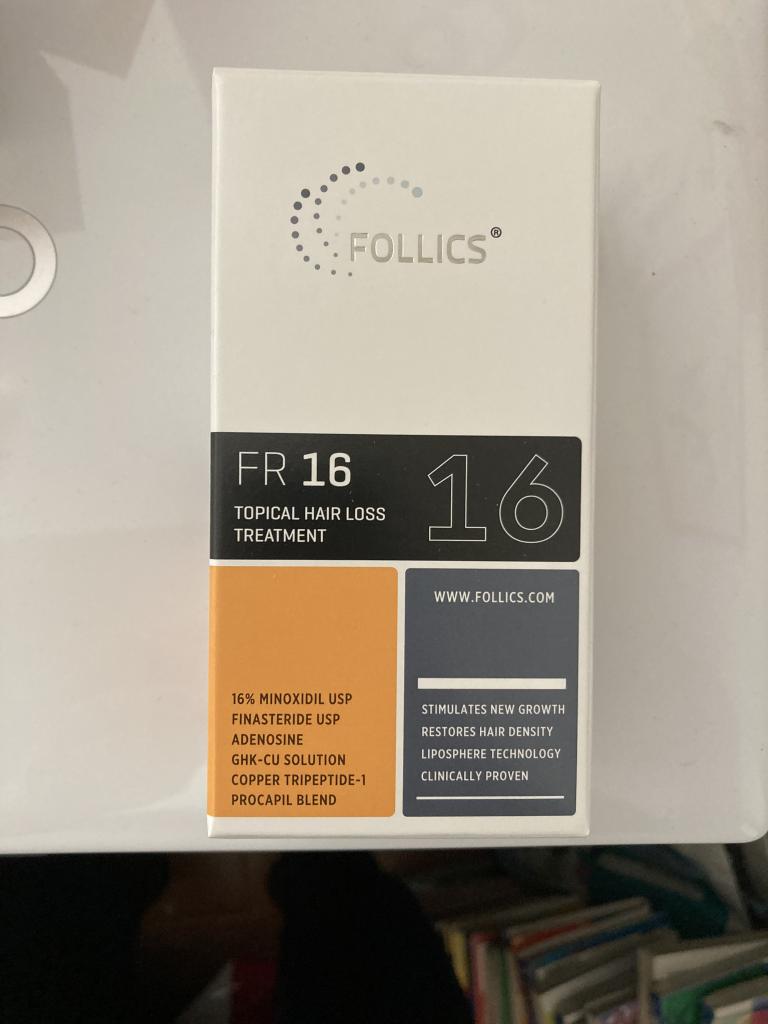 FOLLICS®
FR 16
16
TOPICAL HAIR LOSS
TREATMENT
WWW.FOLLICS.COM
16% MINOXIDIL USP
FINASTERIDE USP
ADENOSINE
GHK-CU SOLUTION
COPPER TRIPEPTIDE-1
PROCAPIL BLEND
STIMULATES NEW GROWTH
RESTORES HAIR DENSITY
LIPOSPHERE TECHNOLOGY
CLINICALLY PROVEN